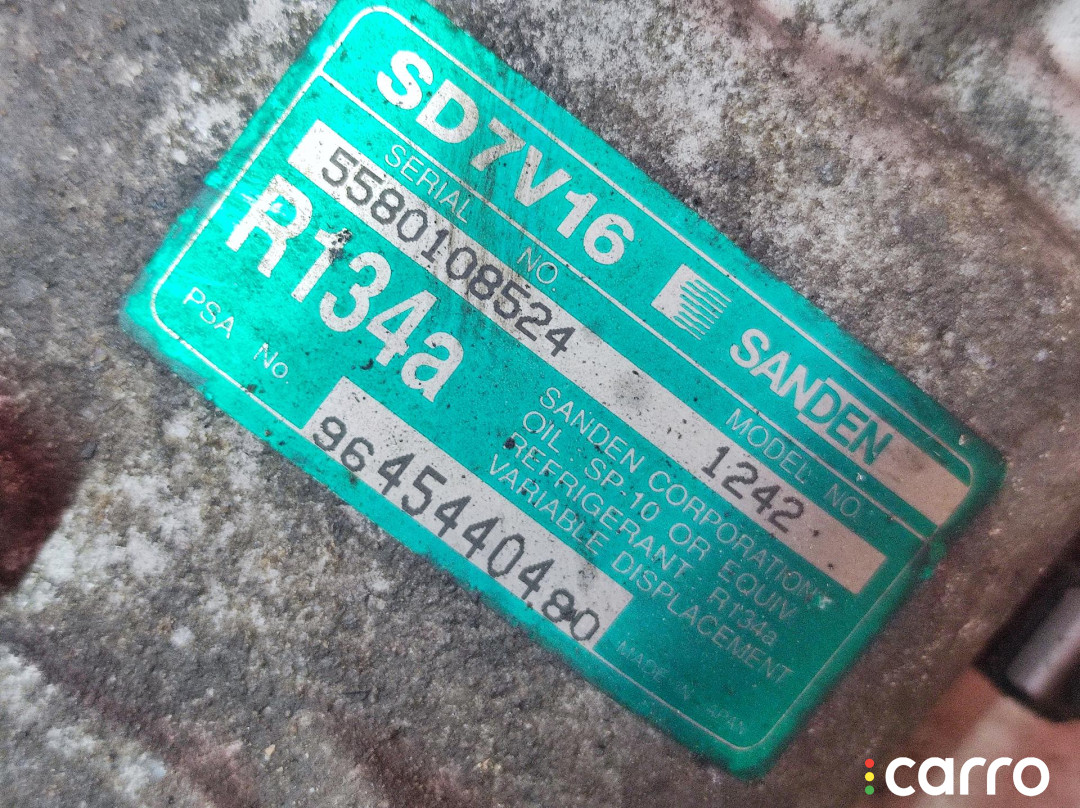 SD7V16
SANDEN
SERIAL NO.
MODEL NO.
5580108524
1242
R134a
SANDEN CORPORATION
OIL SP-10 OR EQUIV.
REFRIGERANT R134a
VARIABLE DISPLACEMENT
PSA No.
9645440480
MADE IN JAPAN
carro